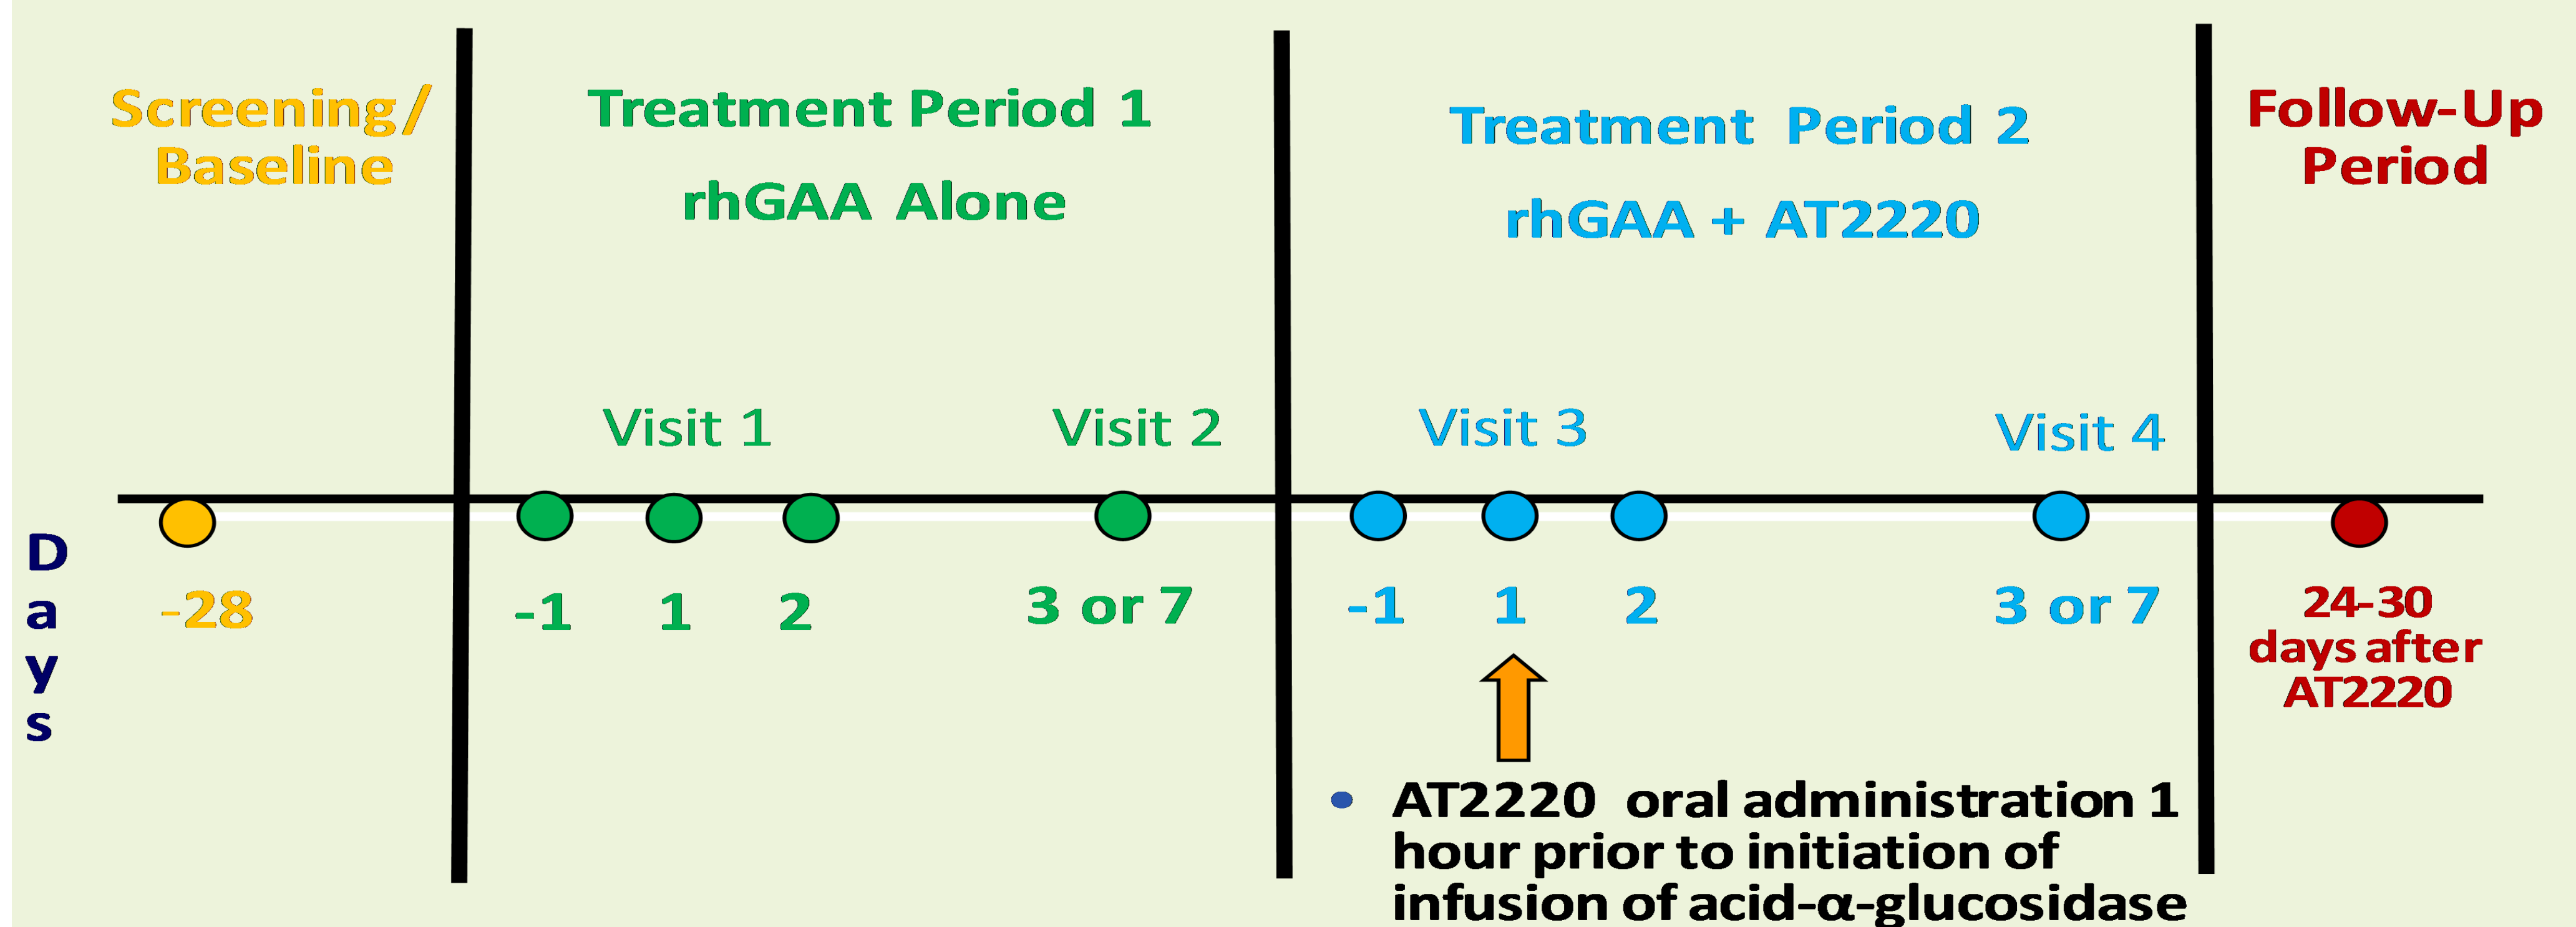 Screening/
Baseline
Treatment Period 1
rhGAA Alone
Treatment Period 2
rhGAA + AT2220
Follow-Up
Period
Visit 1
Visit 2
Visit 3
Visit 4
Days
-28
-1
1
2
3 or 7
-1
1
2
3 or 7
24-30
days after
AT2220
• AT2220 oral administration 1
hour prior to initiation of
infusion of acid-α-glucosidase